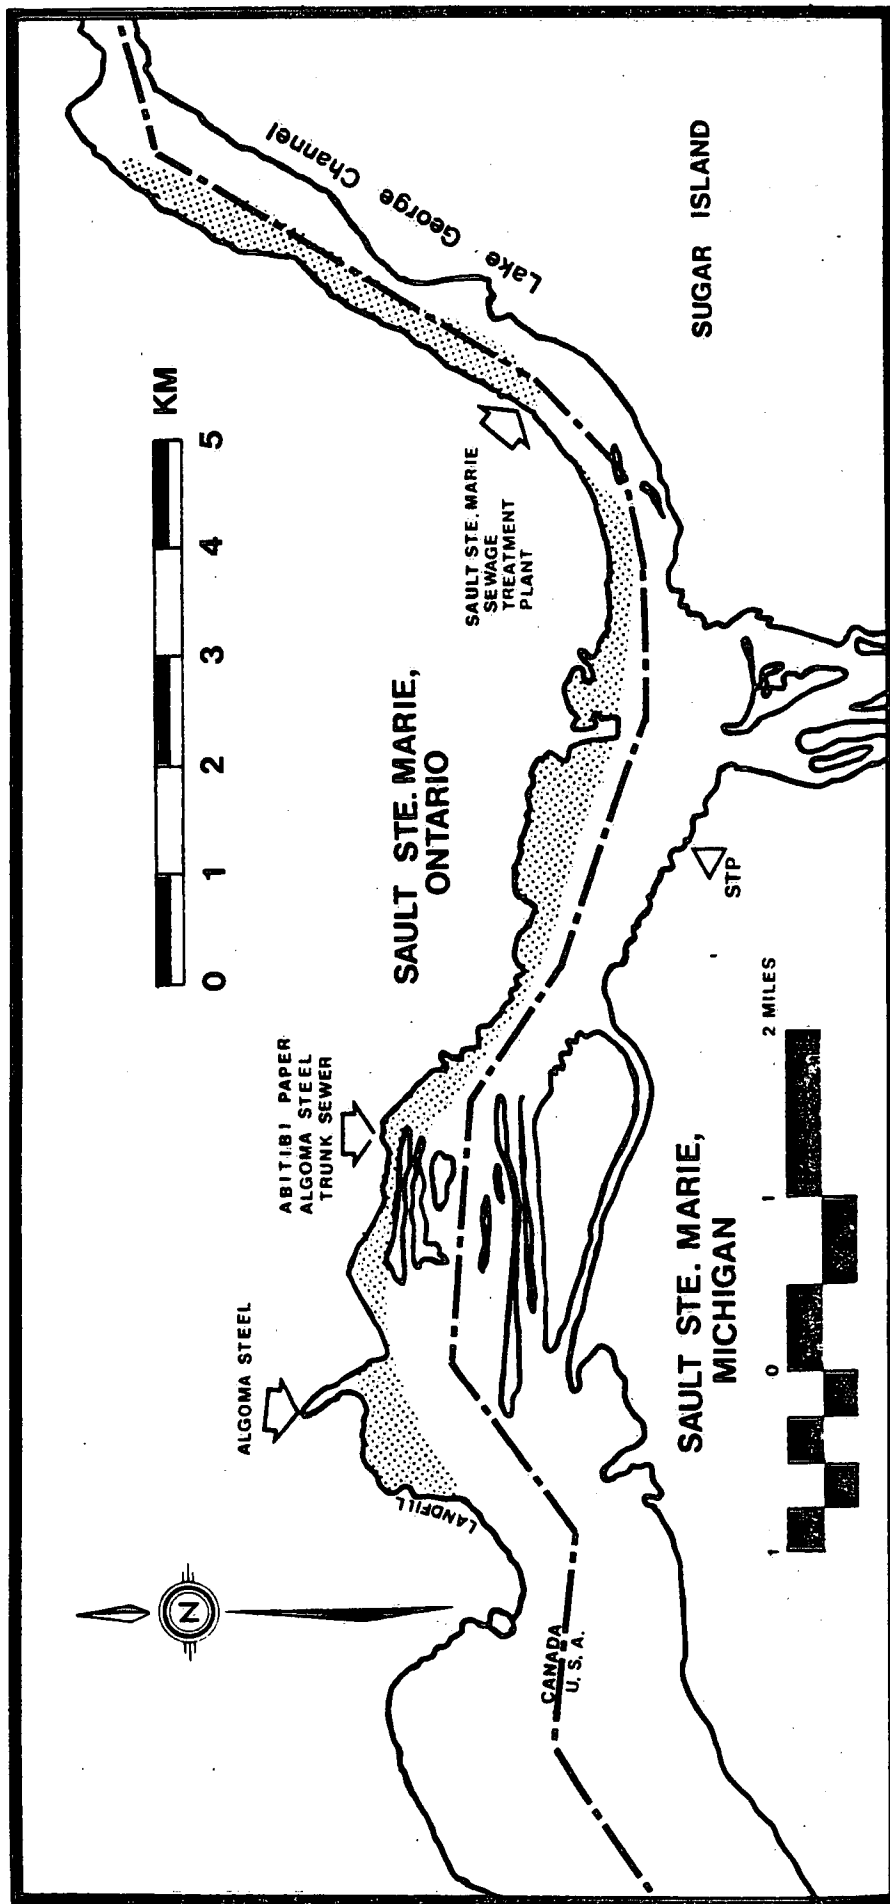 KM
0 1 2 3 4 5
N
ALGOMA STEEL
ABITIBI PAPER
ALGOMA STEEL
TRUNK SEWER
SAULT STE. MARIE,
ONTARIO
SAULT STE. MARIE
SEWAGE
TREATMENT
PLANT
Lake George Channel
LANDFILL
CANADA
U.S.A.
SAULT STE. MARIE,
MICHIGAN
STP
SUGAR ISLAND
1 0 1 2 MILES